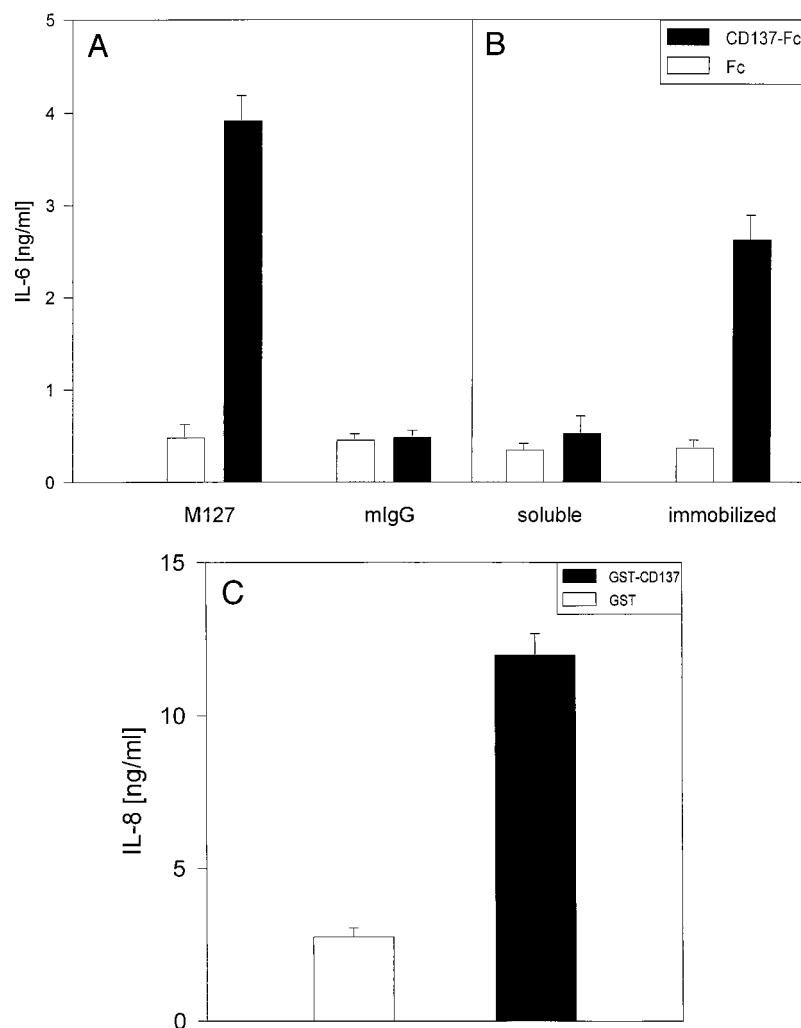 5
A
B
CD137-Fc
Fc
4
3
2
1
0
IL-6 [ng/ml]
M127
mIgG
soluble
immobilized
15
C
GST-CD137
GST
10
5
0
IL-8 [ng/ml]